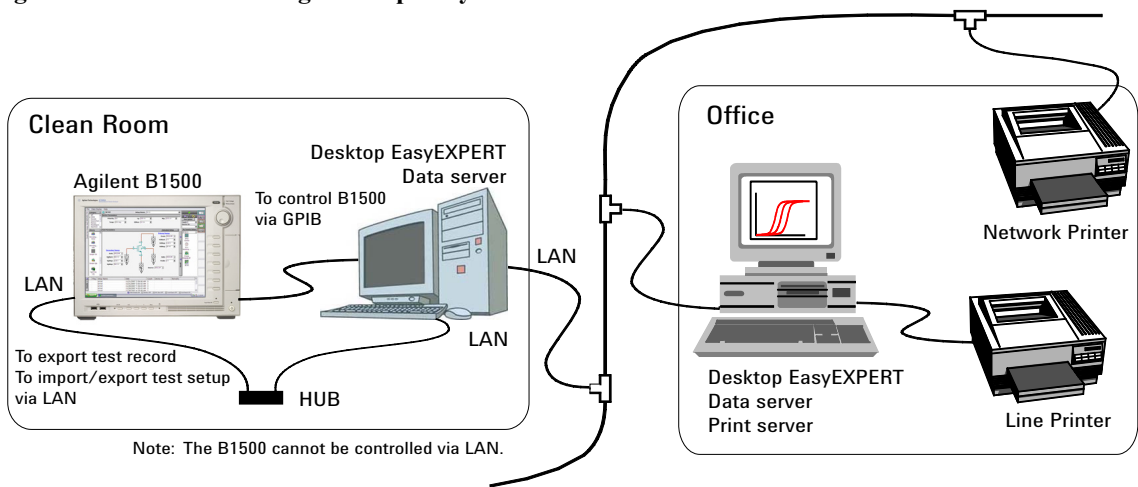 Clean Room
Agilent B1500
To control B1500
via GPIB
Desktop EasyEXPERT
Data server
LAN
LAN
LAN
To export test record
To import/export test setup
via LAN
HUB
Note: The B1500 cannot be controlled via LAN.
Office
Network Printer
Desktop EasyEXPERT
Data server
Print server
Line Printer